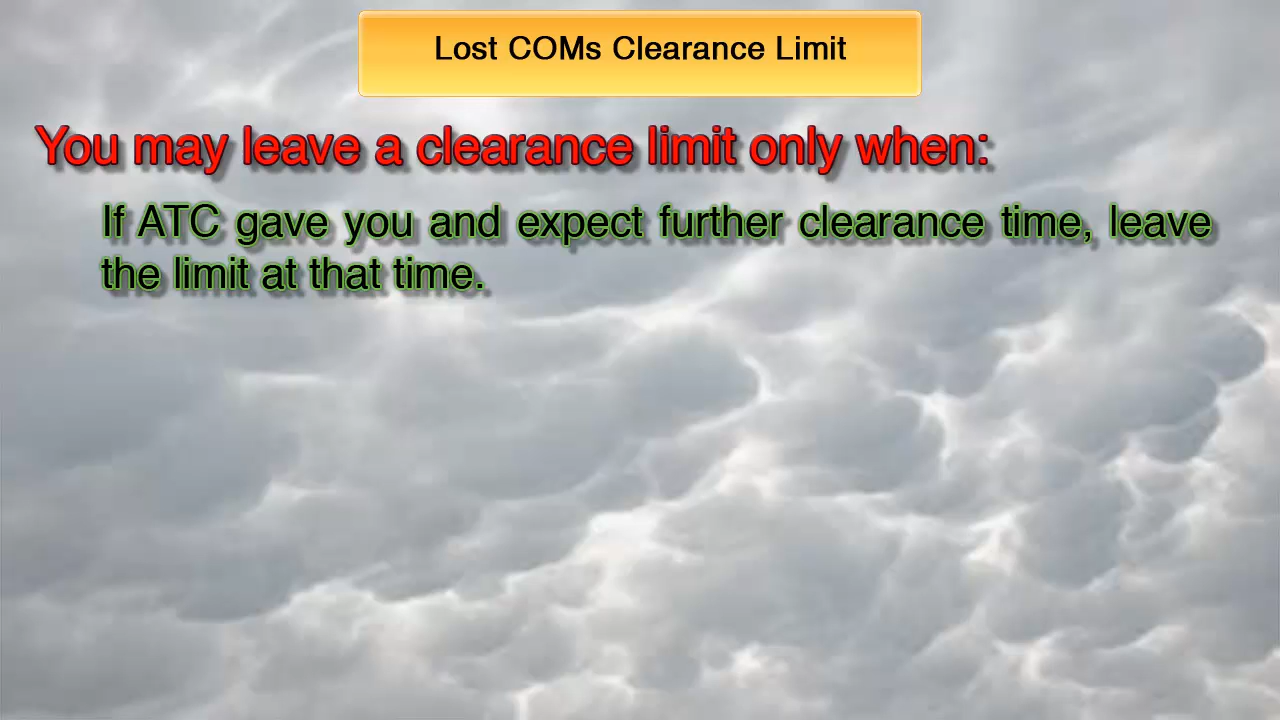 Lost COMs Clearance Limit
You may leave a clearance limit only when:
If ATC gave you and expect further clearance time, leave
the limit at that time.